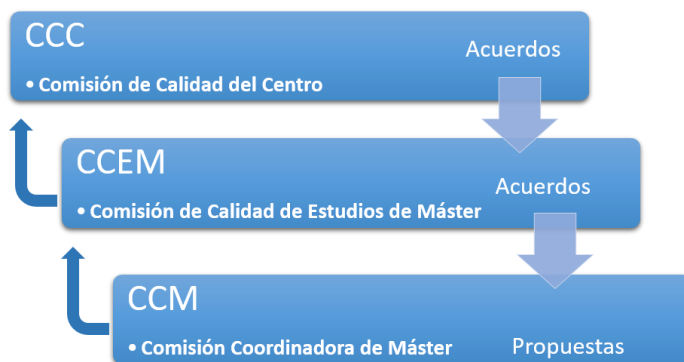 CCC
Acuerdos
• Comisión de Calidad del Centro
CCEM
Acuerdos
• Comisión de Calidad de Estudios de Máster
CCM
• Comisión Coordinadora de Máster
Propuestas